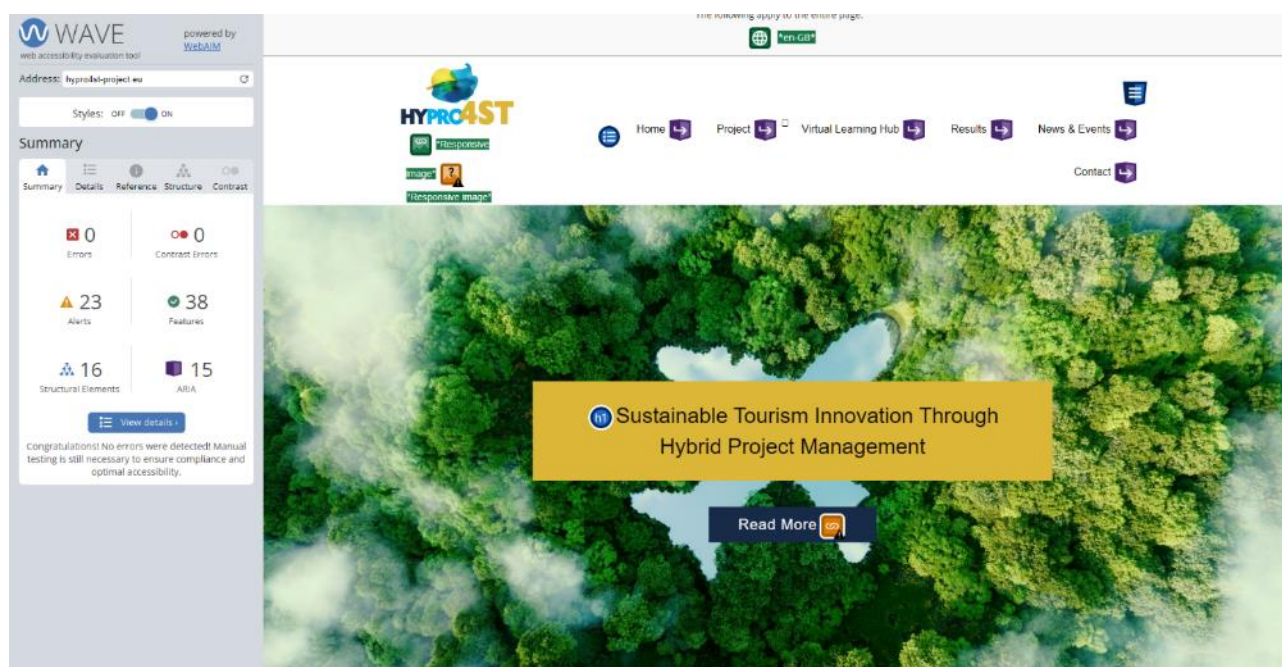 WAVE
web accessibility evaluation tool
powered by
WebAIM
Address: hypro4st-project.eu
Styles: OFF ON
Summary
Summary Details Reference Structure Contrast
0
Errors
0
Contrast Errors
23
Alerts
38
Features
16
Structural Elements
15
ARIA
View details ›
Congratulations! No errors were detected! Manual
testing is still necessary to ensure compliance and
optimal accessibility.
The following apply to the entire page:
*en-GB*
HYPRO4ST
*Responsive
image*
?
*Responsive image*
Home Project Virtual Learning Hub Results News & Events
Contact
h1 Sustainable Tourism Innovation Through
Hybrid Project Management
Read More